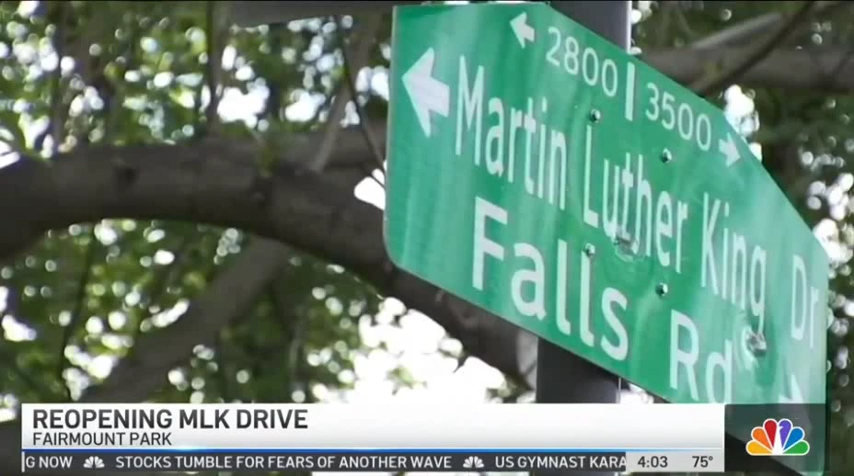 2800 3500
Martin Luther King Dr
Falls Rd
REOPENING MLK DRIVE
FAIRMOUNT PARK
G NOW STOCKS TUMBLE FOR FEARS OF ANOTHER WAVE US GYMNAST KARA 4:03 75°